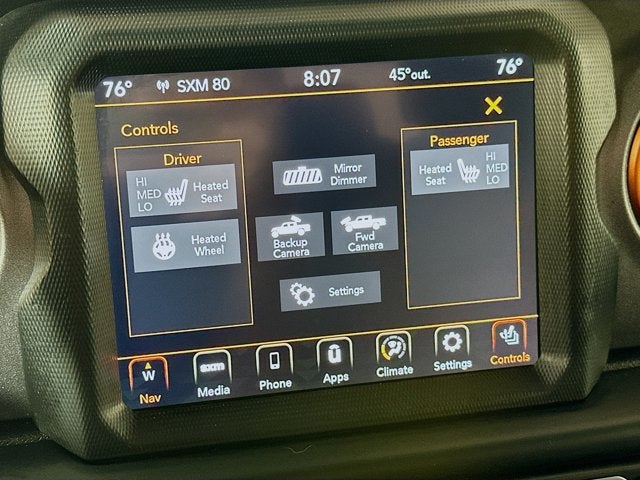 76° SXM 80 8:07 45°out. 76°
Controls
Driver
HI
MED
LO
Heated
Seat
Heated
Wheel
Mirror
Dimmer
Backup
Camera
Fwd
Camera
Settings
Passenger
Heated
Seat
HI
MED
LO
W
Nav
sxm
Media
Phone
Apps
Climate
Settings
Controls